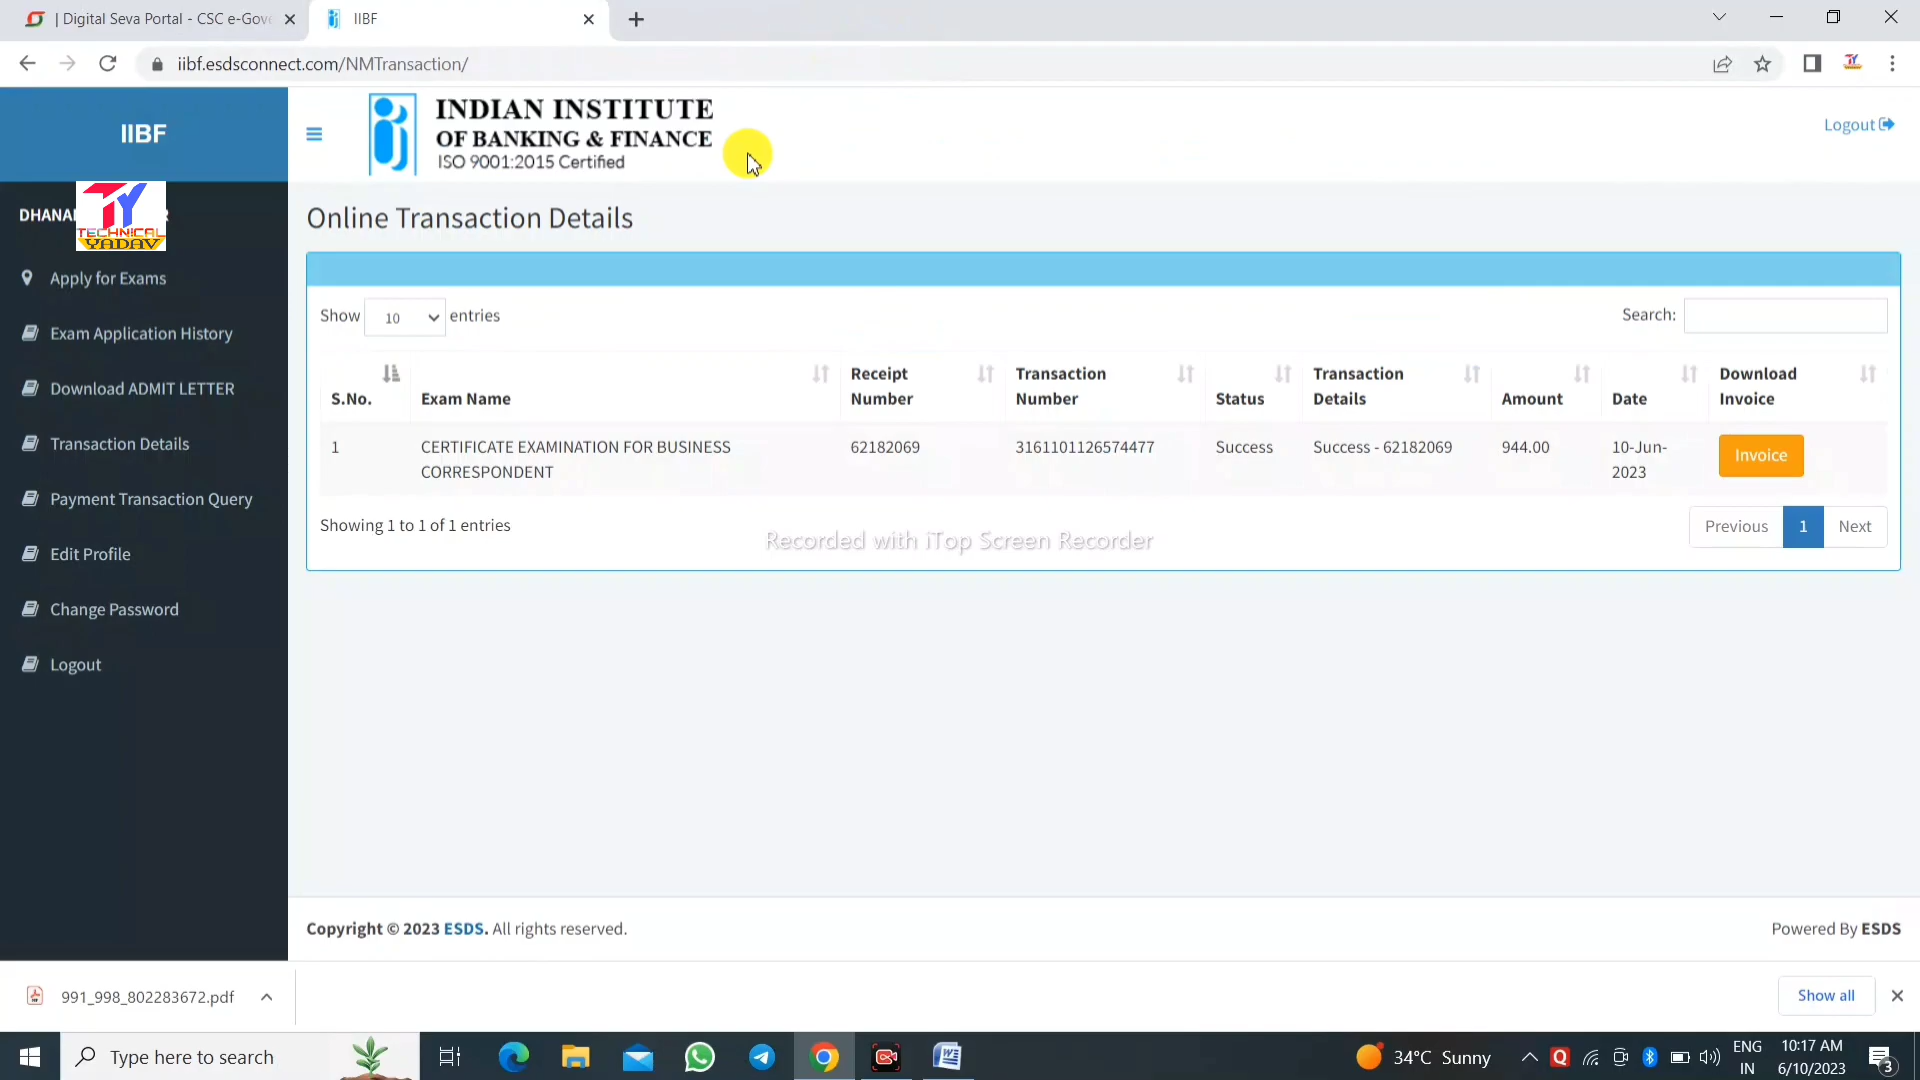 | Digital Seva Portal - CSC e-Gove
IIBF
iibf.esdsconnect.com/NMTransaction/
IIBF
INDIAN INSTITUTE
OF BANKING & FINANCE
ISO 9001:2015 Certified
Logout
TY
TECHNICAL
YADAV
Apply for Exams
Exam Application History
Download ADMIT LETTER
Transaction Details
Payment Transaction Query
Edit Profile
Change Password
Logout
Online Transaction Details
Show 10 entries
Search:
S.No. Exam Name Receipt Number Transaction Number Status Transaction Details Amount Date Download Invoice
1 CERTIFICATE EXAMINATION FOR BUSINESS CORRESPONDENT 62182069 3161101126574477 Success Success - 62182069 944.00 10-Jun-2023 Invoice
Showing 1 to 1 of 1 entries
Previous 1 Next
Recorded with iTop Screen Recorder
Copyright © 2023 ESDS. All rights reserved.
Powered By ESDS
991_998_802283672.pdf
Show all
Type here to search
34°C Sunny
ENG
IN
10:17 AM
6/10/2023
3